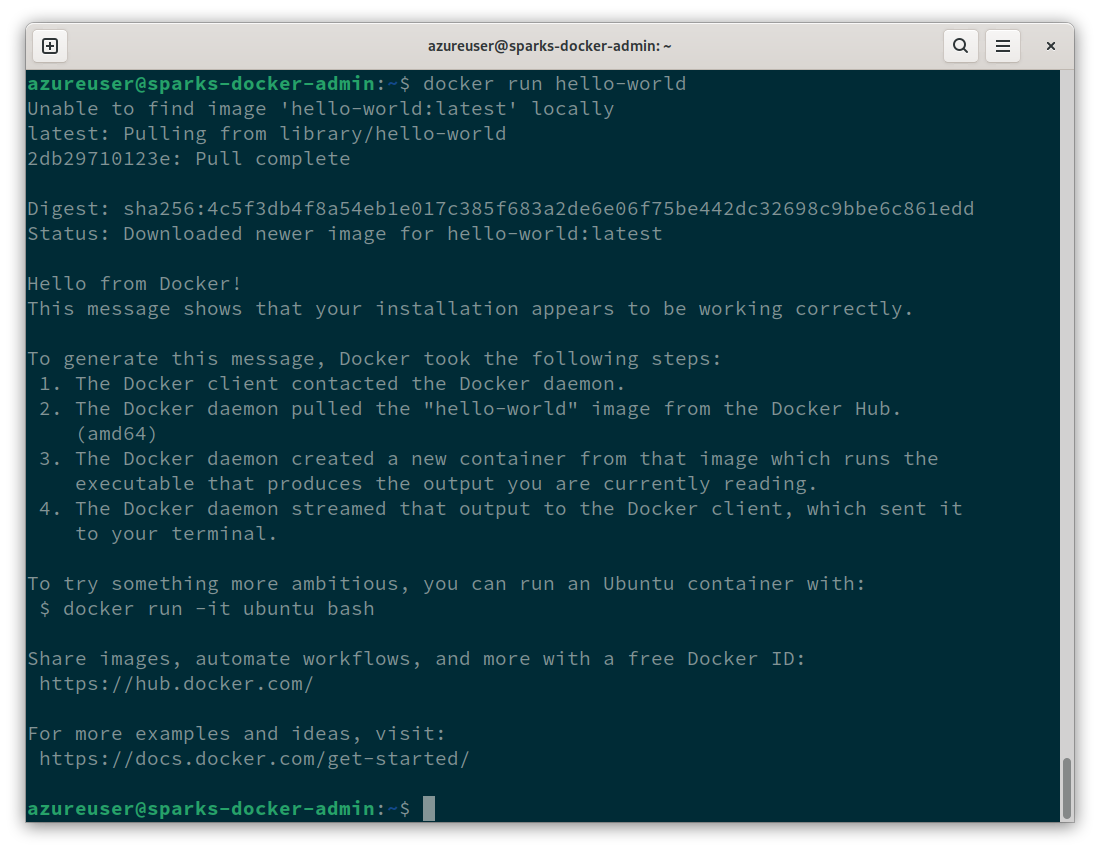 azureuser@sparks-docker-admin: ~
azureuser@sparks-docker-admin:~$ docker run hello-world
Unable to find image 'hello-world:latest' locally
latest: Pulling from library/hello-world
2db29710123e: Pull complete
Digest: sha256:4c5f3db4f8a54eb1e017c385f683a2de6e06f75be442dc32698c9bbe6c861edd
Status: Downloaded newer image for hello-world:latest
Hello from Docker!
This message shows that your installation appears to be working correctly.
To generate this message, Docker took the following steps:
 1. The Docker client contacted the Docker daemon.
 2. The Docker daemon pulled the "hello-world" image from the Docker Hub.
    (amd64)
 3. The Docker daemon created a new container from that image which runs the
    executable that produces the output you are currently reading.
 4. The Docker daemon streamed that output to the Docker client, which sent it
    to your terminal.
To try something more ambitious, you can run an Ubuntu container with:
 $ docker run -it ubuntu bash
Share images, automate workflows, and more with a free Docker ID:
 https://hub.docker.com/
For more examples and ideas, visit:
 https://docs.docker.com/get-started/
azureuser@sparks-docker-admin:~$